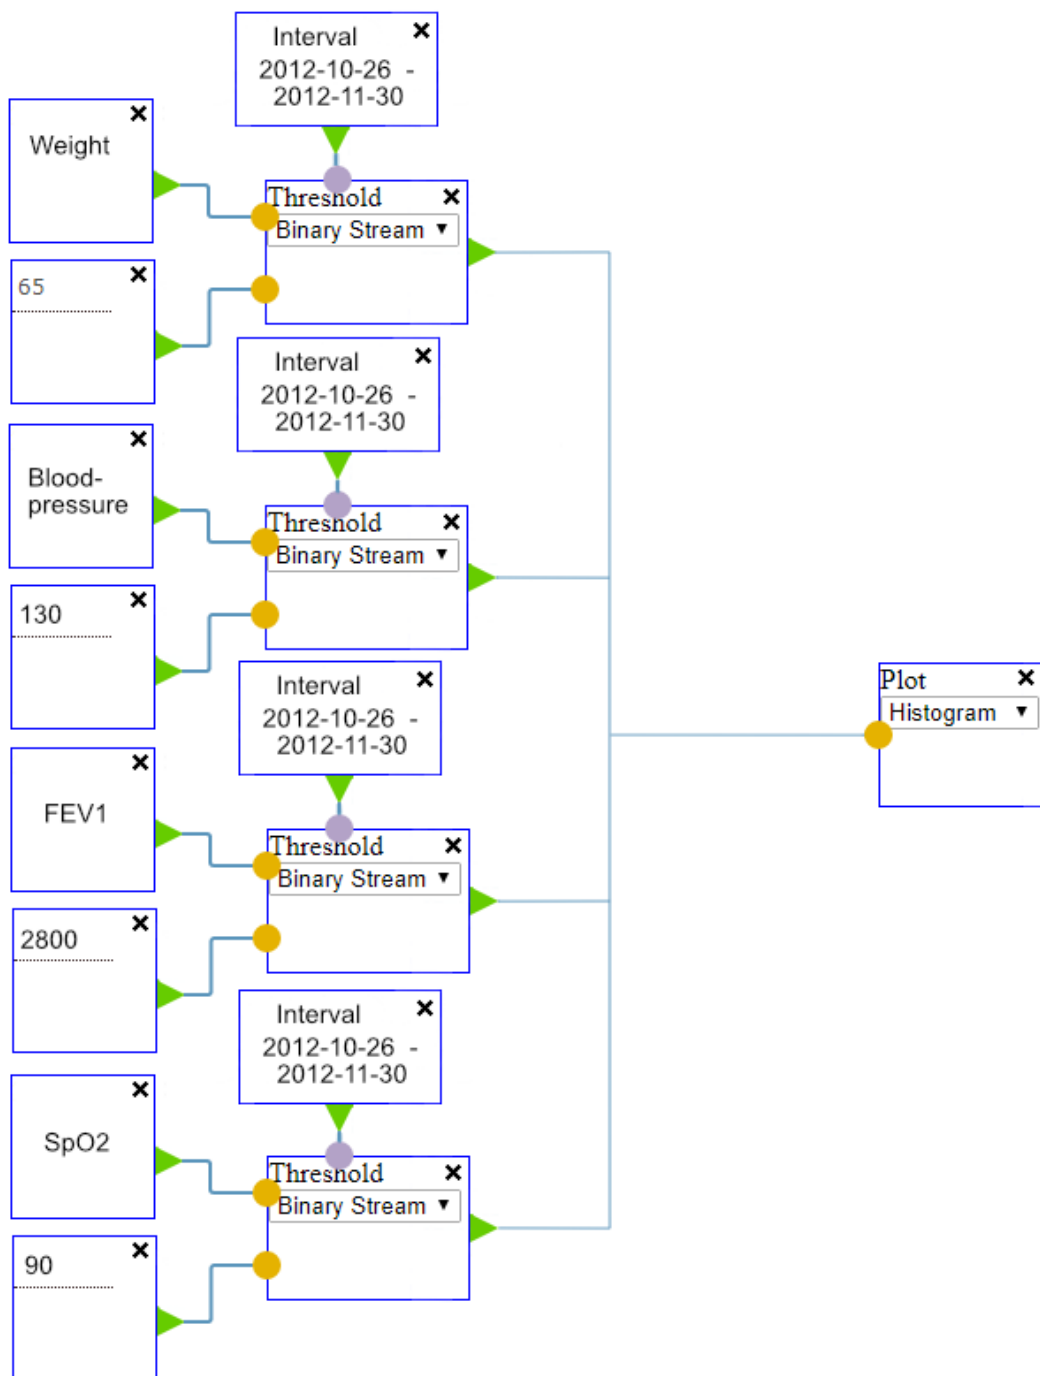 Interval
2012-10-26 -
2012-11-30
Weight
Threshold
Binary Stream
65
Interval
2012-10-26 -
2012-11-30
Blood-
pressure
Threshold
Binary Stream
130
Interval
2012-10-26 -
2012-11-30
Plot
Histogram
FEV1
Threshold
Binary Stream
2800
Interval
2012-10-26 -
2012-11-30
SpO2
Threshold
Binary Stream
90